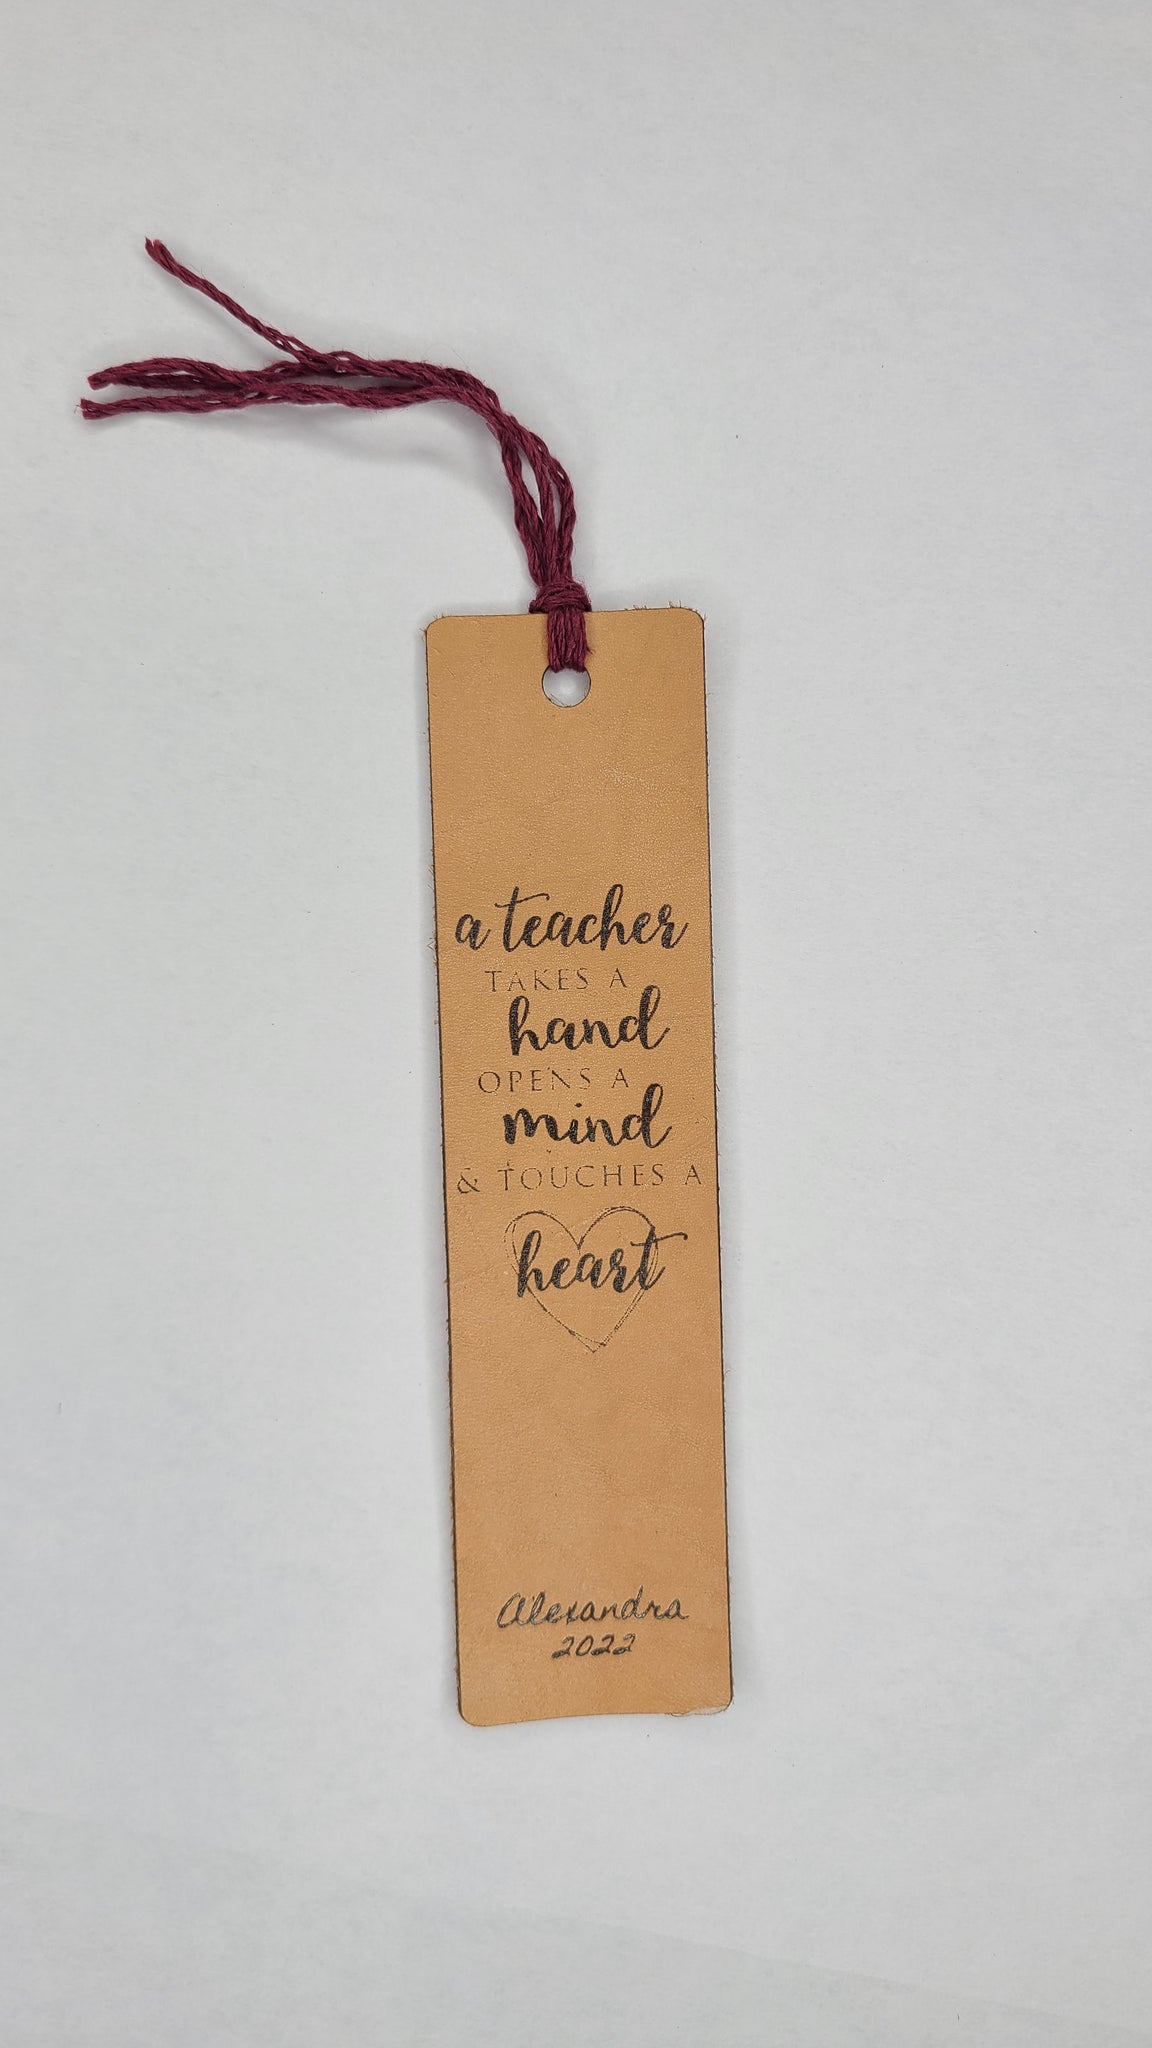 a teacher
TAKES A
hand
OPENS A
mind
& TOUCHES A
heart
Alexandra
2022